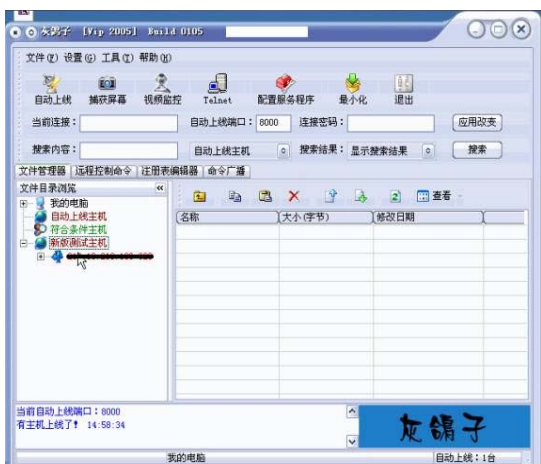 灰鸽子 [Vip 2005] Build 0105
文件(F) 设置(G) 工具(T) 帮助(H)
自动上线 捕获屏幕 视频监控 Telnet 配置服务程序 最小化 退出
当前连接: 自动上线端口: 8000 连接密码: 应用改变
搜索内容: 自动上线主机 搜索结果: 显示搜索结果 搜索
文件管理器 远程控制命令 注册表编辑器 命令广播
文件目录浏览 « 查看
名称 大小(字节) 修改日期
我的电脑
自动上线主机
符合条件主机
新版测试主机
当前自动上线端口: 8000
有主机上线了! 14:58:34
灰鸽子
我的电脑 自动上线: 1台